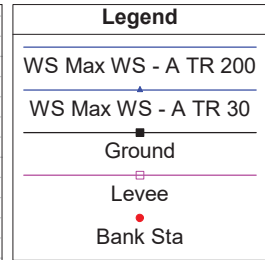 Legend
WS Max WS - A TR 200
WS Max WS - A TR 30
Ground
Levee
Bank Sta